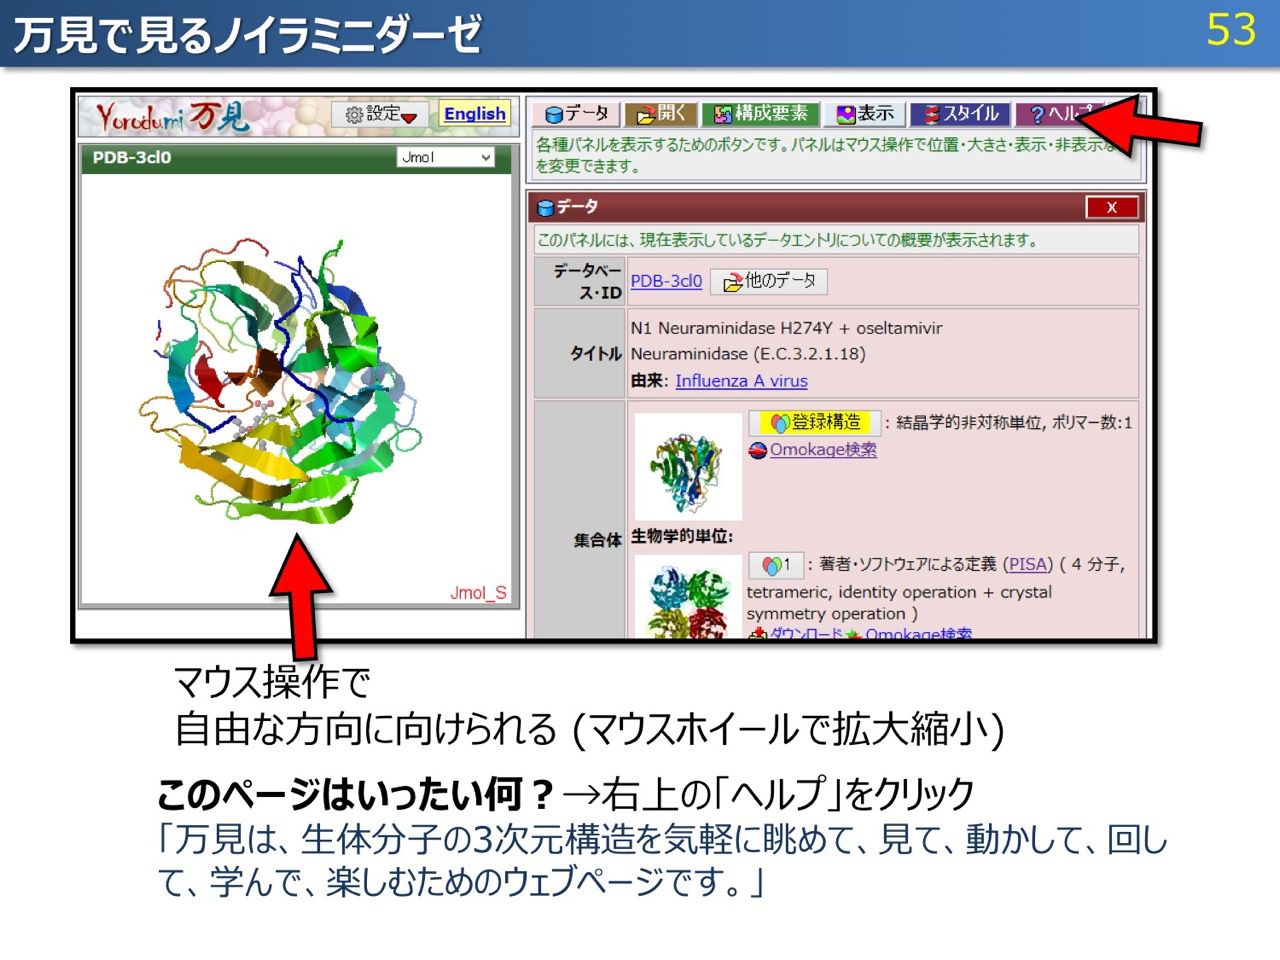 万見で見るノイラミニダーゼ
53
Yorodumi 万見
設定
English
データ
開く
構成要素
表示
スタイル
?ヘルプ
各種パネルを表示するためのボタンです。パネルはマウス操作で位置・大きさ・表示・非表示な
を変更できます。
PDB-3cl0
Jmol
データ
X
このパネルには、現在表示しているデータエントリについての概要が表示されます。
データベー
ス・ID
PDB-3cl0
他のデータ
タイトル
N1 Neuraminidase H274Y + oseltamivir
Neuraminidase (E.C.3.2.1.18)
由来: Influenza A virus
集合体
登録構造 : 結晶学的非対称単位, ポリマー数:1
Omokage検索
生物学的単位:
1 : 著者・ソフトウェアによる定義 (PISA) ( 4 分子,
tetrameric, identity operation + crystal
symmetry operation )
ダウンロード Omokage検索
Jmol_S
マウス操作で
自由な方向に向けられる (マウスホイールで拡大縮小)
このページはいったい何？→右上の「ヘルプ」をクリック
「万見は、生体分子の3次元構造を気軽に眺めて、見て、動かして、回し
て、学んで、楽しむためのウェブページです。」